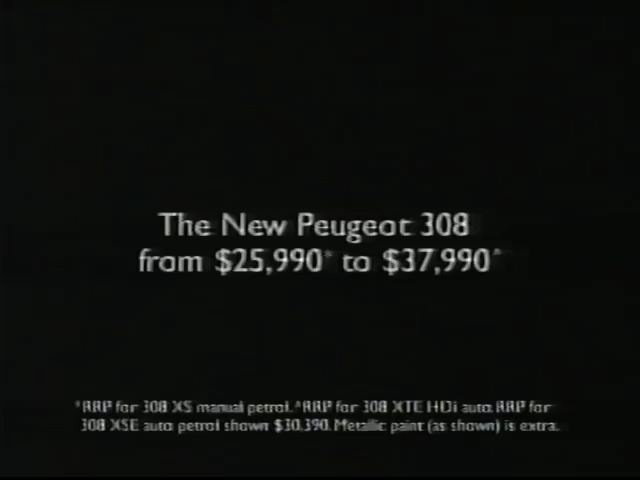 The New Peugeot 308
from $25,990* to $37,990^
*RRP for 308 XS manual petrol. ^RRP for 308 XTE HDi auto. RRP for
308 XSE auto petrol shown $30,390. Metallic paint (as shown) is extra.